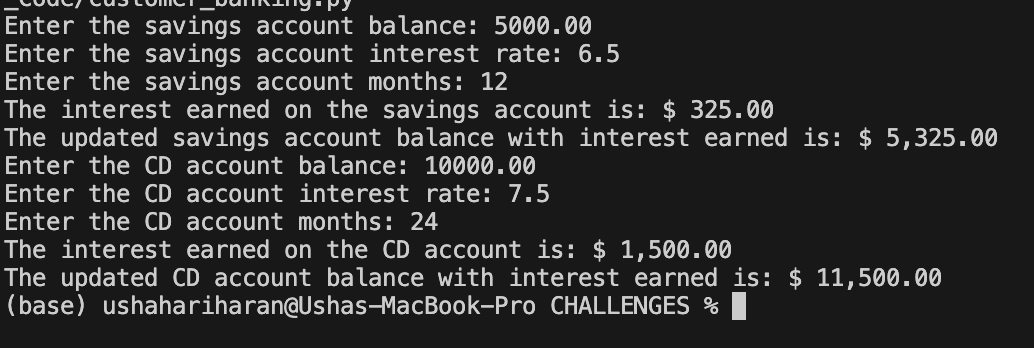 _code/customer_banking.py
Enter the savings account balance: 5000.00
Enter the savings account interest rate: 6.5
Enter the savings account months: 12
The interest earned on the savings account is: $ 325.00
The updated savings account balance with interest earned is: $ 5,325.00
Enter the CD account balance: 10000.00
Enter the CD account interest rate: 7.5
Enter the CD account months: 24
The interest earned on the CD account is: $ 1,500.00
The updated CD account balance with interest earned is: $ 11,500.00
(base) ushahariharan@Ushas-MacBook-Pro CHALLENGES %